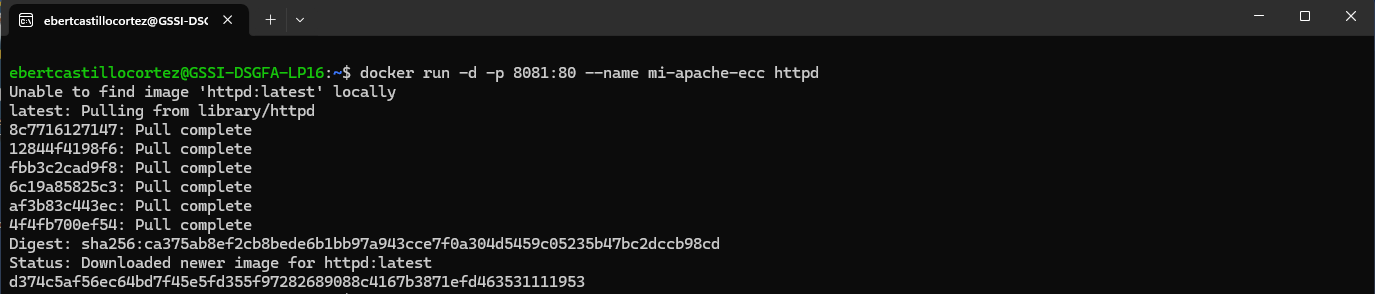 ebertcastillocortez@GSSI-DSG
ebertcastillocortez@GSSI-DSGFA-LP16:~$ docker run -d -p 8081:80 --name mi-apache-ecc httpd
Unable to find image 'httpd:latest' locally
latest: Pulling from library/httpd
8c7716127147: Pull complete
12844f4198f6: Pull complete
fbb3c2cad9f8: Pull complete
6c19a85825c3: Pull complete
af3b83c443ec: Pull complete
4f4fb700ef54: Pull complete
Digest: sha256:ca375ab8ef2cb8bede6b1bb97a943cce7f0a304d5459c05235b47bc2dccb98cd
Status: Downloaded newer image for httpd:latest
d374c5af56ec64bd7f45e5fd355f97282689088c4167b3871efd463531111953